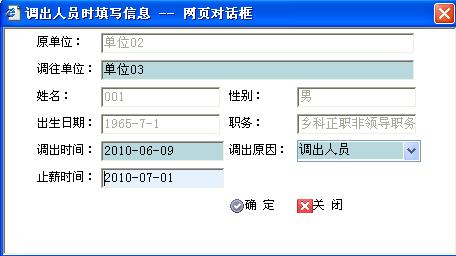 调出人员时填写信息 -- 网页对话框
原单位： 单位02
调往单位： 单位03
姓名： 001 性别： 男
出生日期： 1965-7-1 职务： 乡科正职非领导职务
调出时间： 2010-06-09 调出原因： 调出人员
止薪时间： 2010-07-01
确 定 关 闭